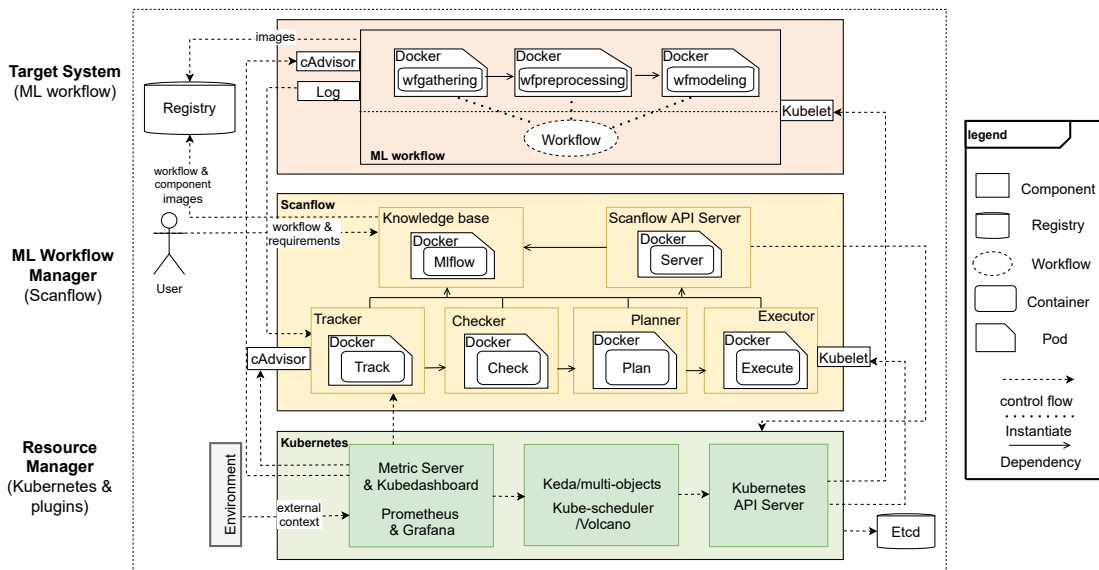 Target System
(ML workflow)
images
cAdvisor
Log
Registry
Docker
wfgathering
Docker
wfpreprocessing
Docker
wfmodeling
Workflow
ML workflow
Kubelet
workflow &
component
images
User
ML Workflow
Manager
(Scanflow)
Scanflow
workflow &
requirements
Knowledge base
Docker
Mlflow
Scanflow API Server
Docker
Server
Tracker
Docker
Track
Checker
Docker
Check
Planner
Docker
Plan
Executor
Docker
Execute
cAdvisor
Kubelet
Resource
Manager
(Kubernetes &
plugins)
Environment
external
context
Kubernetes
Metric Server
& Kubedashboard
Prometheus
& Grafana
Keda/multi-objects
Kube-scheduler
/Volcano
Kubernetes
API Server
Etcd
legend
Component
Registry
Workflow
Container
Pod
control flow
Instantiate
Dependency